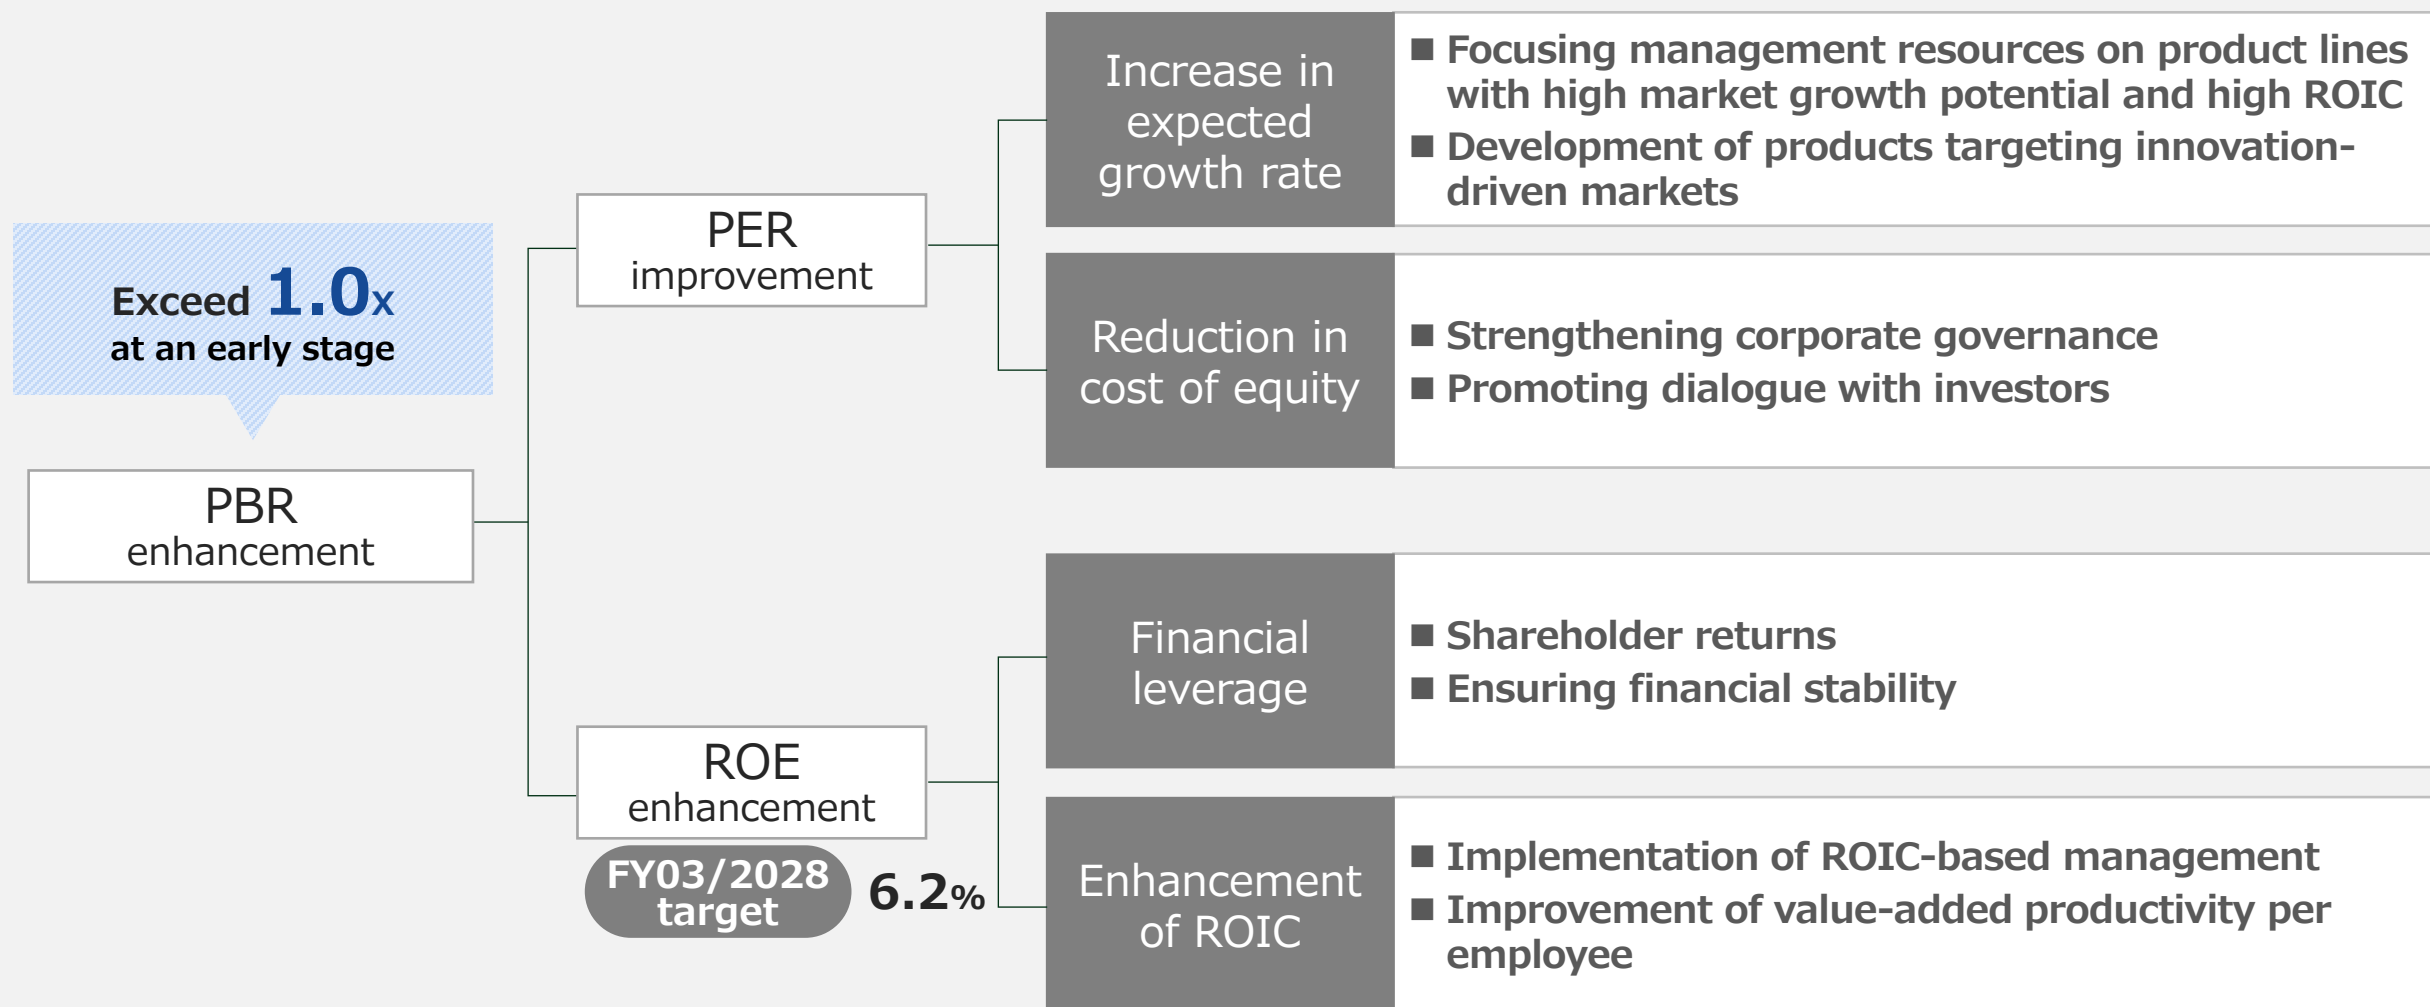 Exceed 1.0x
at an early stage
PBR
enhancement
PER
improvement
Increase in
expected
growth rate
■ Focusing management resources on product lines
with high market growth potential and high ROIC
■ Development of products targeting innovation-
driven markets
Reduction in
cost of equity
■ Strengthening corporate governance
■ Promoting dialogue with investors
ROE
enhancement
FY03/2028
target
6.2%
Financial
leverage
■ Shareholder returns
■ Ensuring financial stability
Enhancement
of ROIC
■ Implementation of ROIC-based management
■ Improvement of value-added productivity per
employee